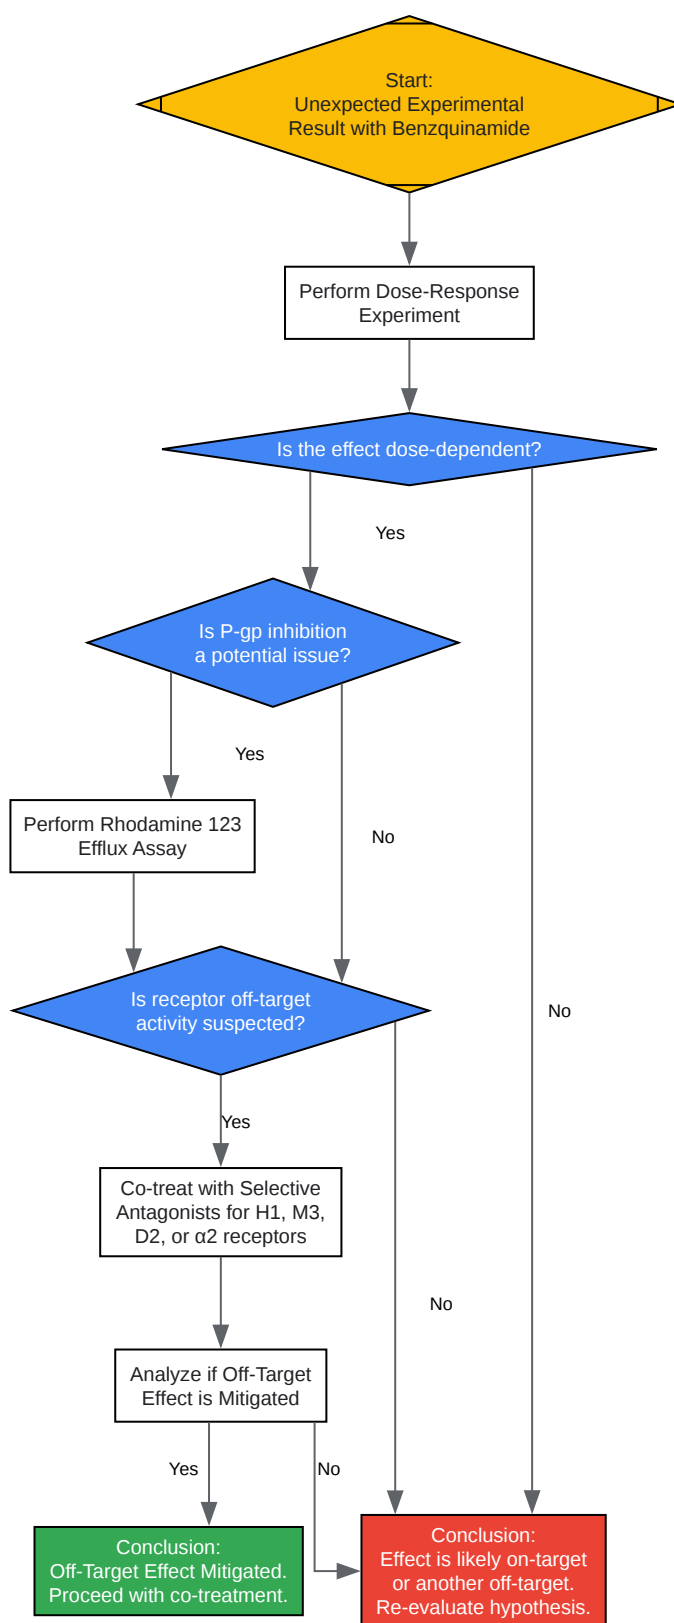 Start:
Unexpected Experimental
Result with Benzquinamide
Perform Dose-Response
Experiment
Is the effect dose-dependent?
Yes
Is P-gp inhibition
a potential issue?
Yes
Perform Rhodamine 123
Efflux Assay
No
Is receptor off-target
activity suspected?
No
Yes
Co-treat with Selective
Antagonists for H1, M3,
D2, or α2 receptors
No
Analyze if Off-Target
Effect is Mitigated
Yes
No
Conclusion:
Off-Target Effect Mitigated.
Proceed with co-treatment.
Conclusion:
Effect is likely on-target
or another off-target.
Re-evaluate hypothesis.